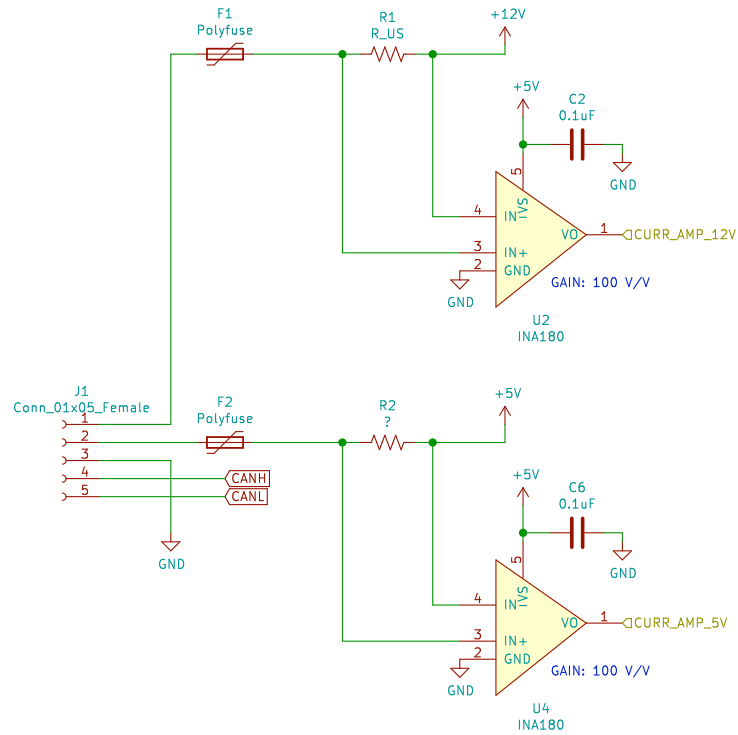 F1
Polyfuse
R1
R_US
+12V
+5V
C2
0.1uF
GND
5
+VS
4
IN-
3
IN+
2
GND
VO
1
CURR_AMP_12V
GND
GAIN: 100 V/V
U2
INA180
J1
Conn_01x05_Female
1
2
3
4
5
F2
Polyfuse
R2
?
+5V
CANH
CANL
GND
+5V
C6
0.1uF
GND
5
+VS
4
IN-
3
IN+
2
GND
VO
1
CURR_AMP_5V
GND
GAIN: 100 V/V
U4
INA180